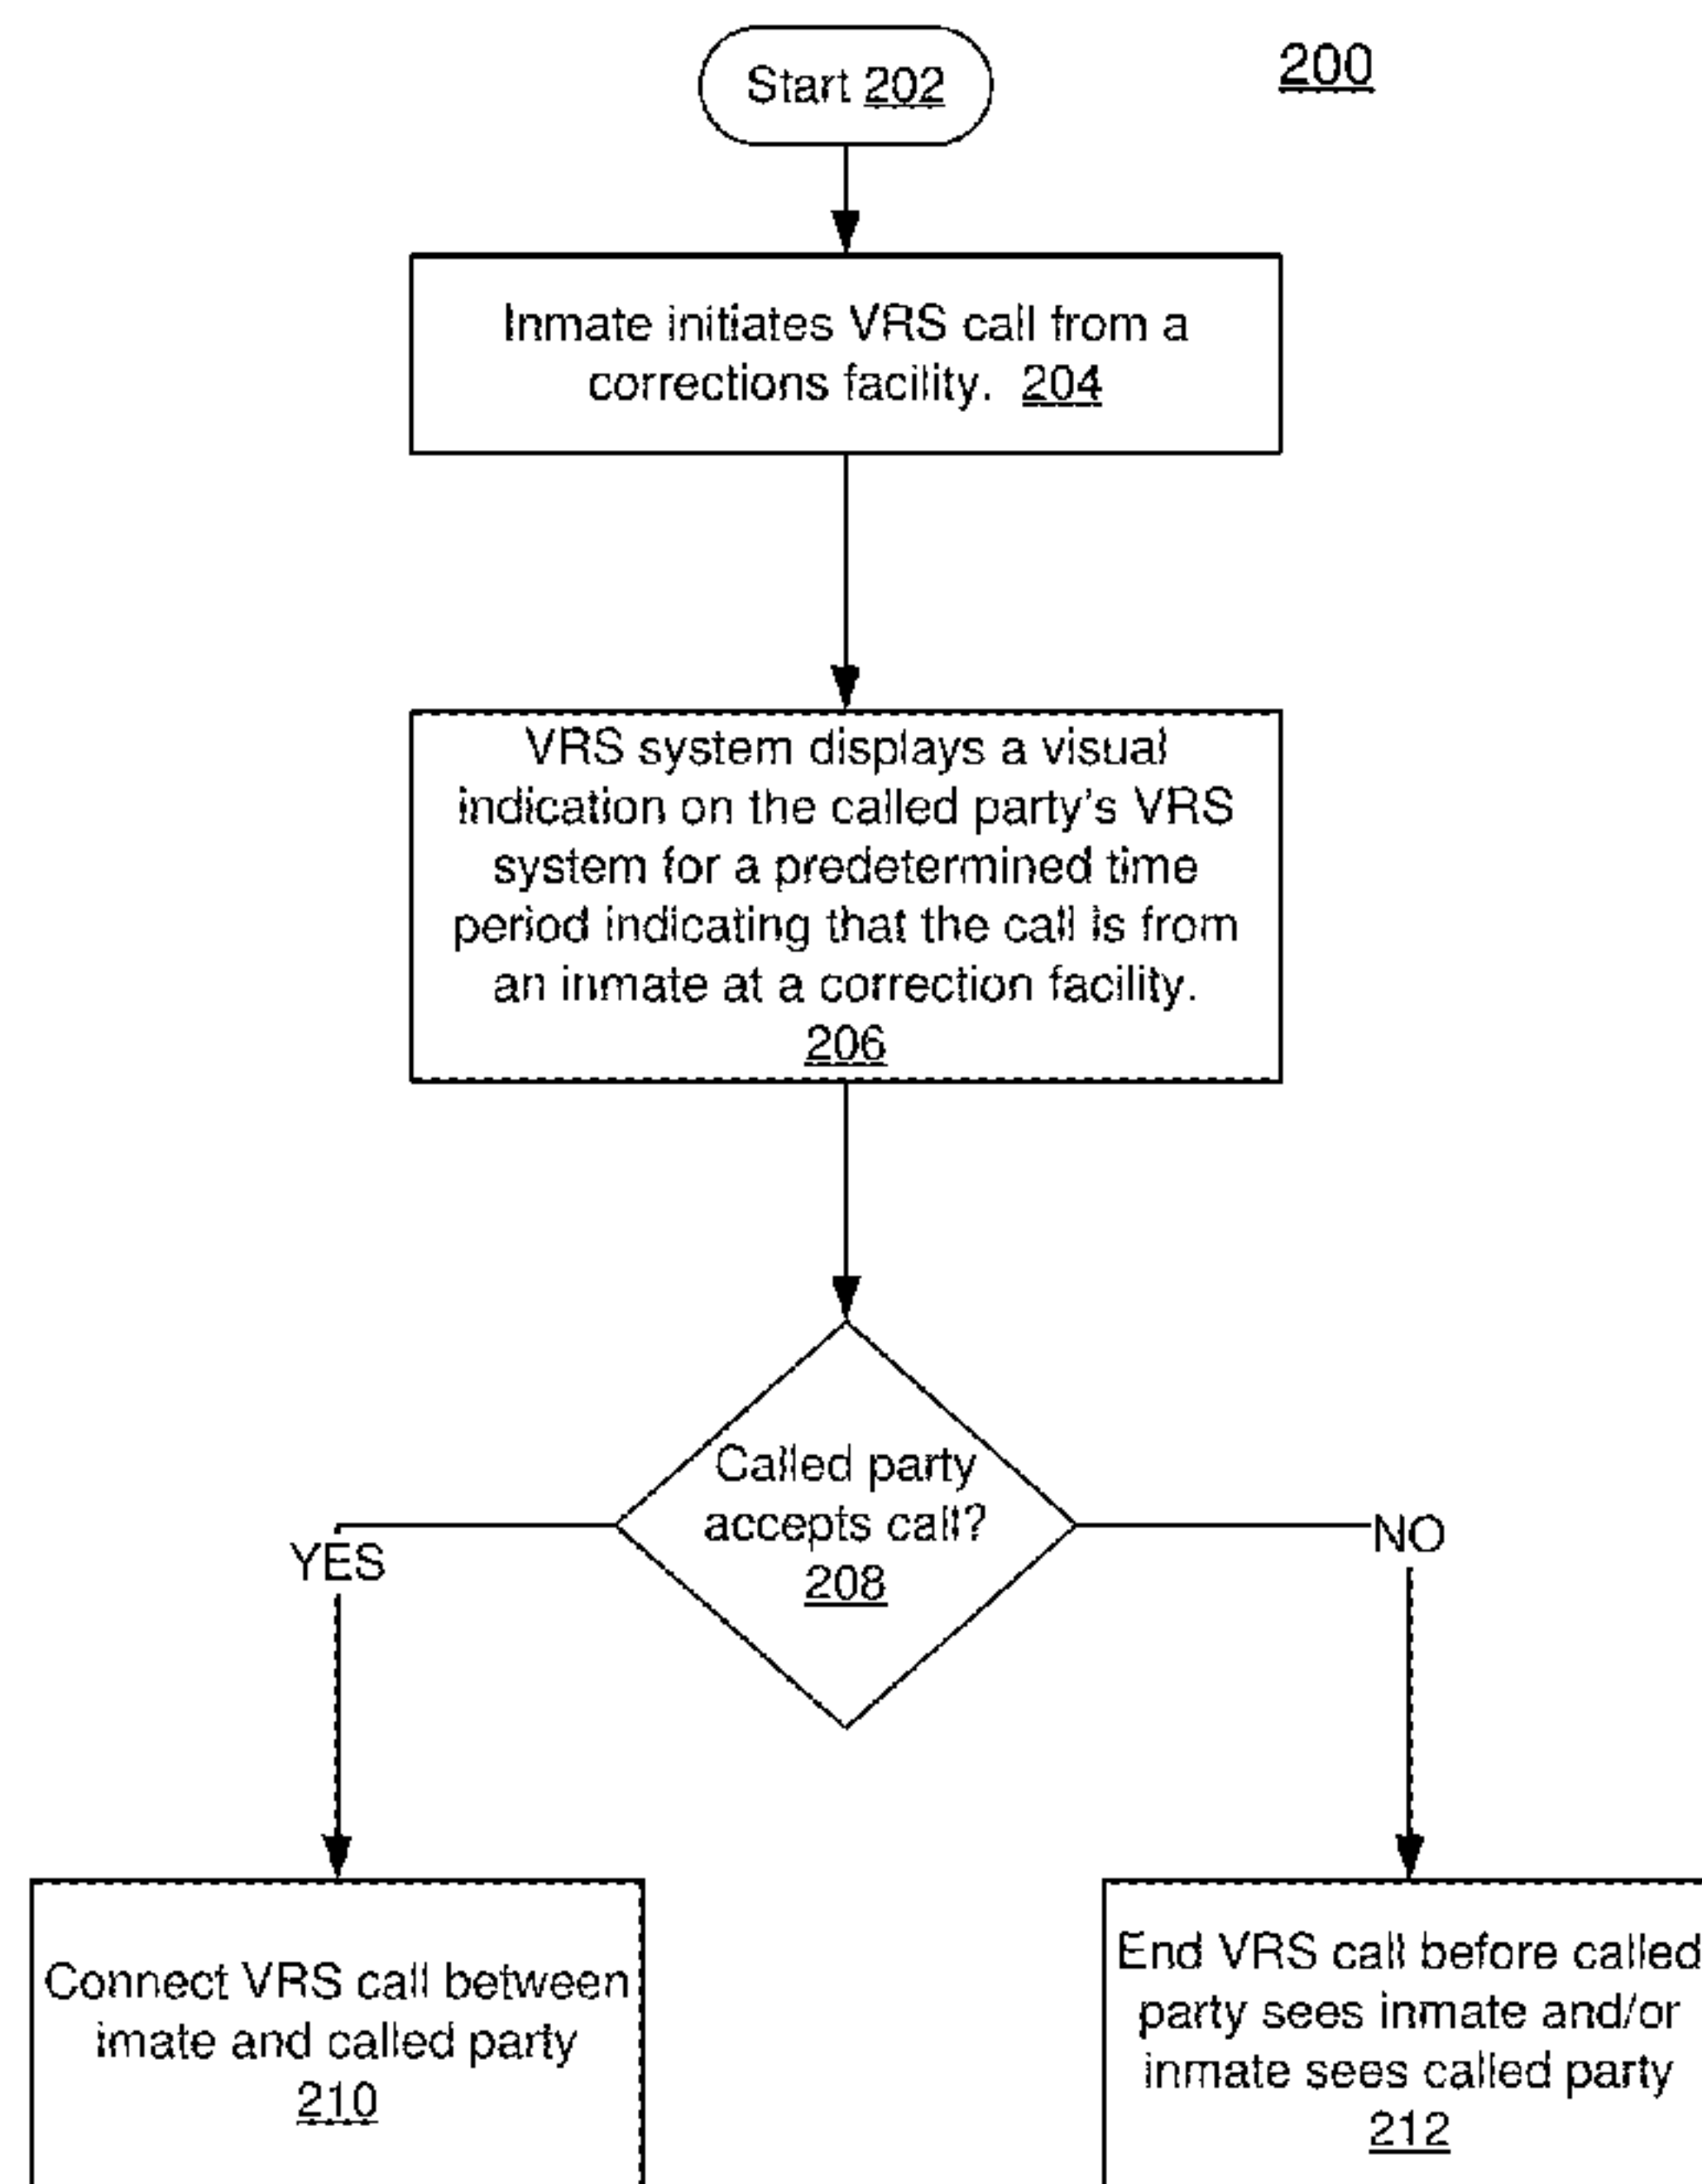 200
Start 202
Inmate initiates VRS call from a
corrections facility. 204
VRS system displays a visual
indication on the called party's VRS
system for a predetermined time
period indicating that the call is from
an inmate at a correction facility.
206
Called party
accepts call?
208
YES
NO
Connect VRS call between
imate and called party
210
End VRS call before called
party sees inmate and/or
inmate sees called party
212